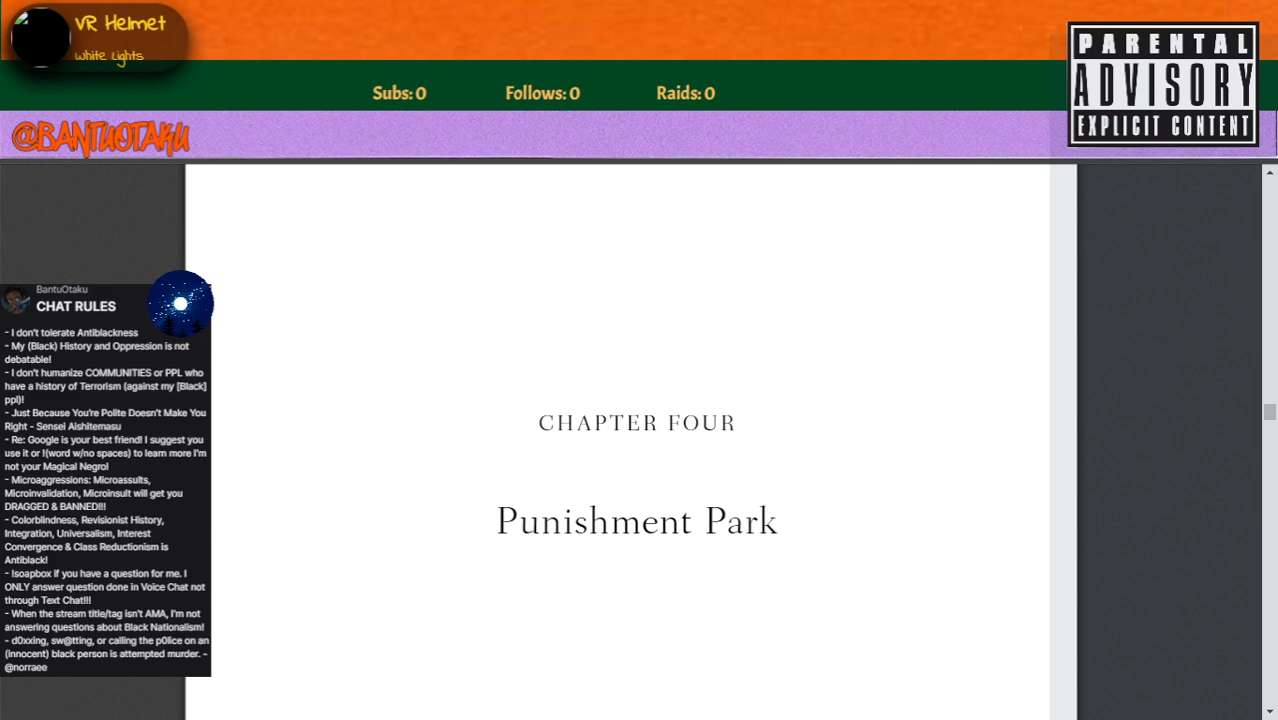 VR Helmet
White Lights
PARENTAL
ADVISORY
EXPLICIT CONTENT
Subs: 0
Follows: 0
Raids: 0
@BANTUOTAKU
CHAPTER FOUR
Punishment Park
BantuOtaku
CHAT RULES
- I don't tolerate Antiblackness
- My (Black) History and Oppression is not
debatable!
- I don't humanize COMMUNITIES or PPL who
have a history of Terrorism (against my [Black]
ppl)!
- Just Because You're Polite Doesn't Make You
Right - Sensei Aishitemasu
- Re: Google is your best friend! I suggest you
use it or !(word w/no spaces) to learn more I'm
not your Magical Negro!
- Microaggressions: Microassults,
Microinvalidation, Microinsult will get you
DRAGGED & BANNED!!!
- Colorblindness, Revisionist History,
Integration, Universalism, Interest
Convergence & Class Reductionism is
Antiblack!
- !soapbox if you have a question for me. I
ONLY answer question done in Voice Chat not
through Text Chat!!!
- When the stream title/tag isn't AMA, I'm not
answering questions about Black Nationalism!
- d0xxing, sw@tting, or calling the p0lice on an
(innocent) black person is attempted murder. -
@norraee